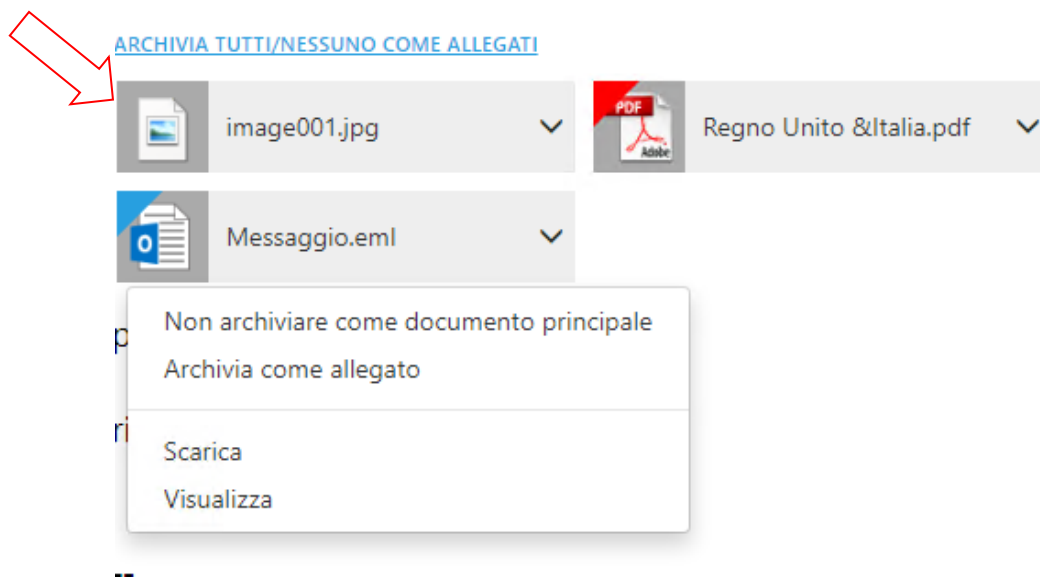 ARCHIVIA TUTTI/NESSUNO COME ALLEGATI
image001.jpg
PDF
Adobe
Regno Unito &Italia.pdf
o
Messaggio.eml
Non archiviare come documento principale
p
Archivia come allegato
ri
Scarica
Visualizza